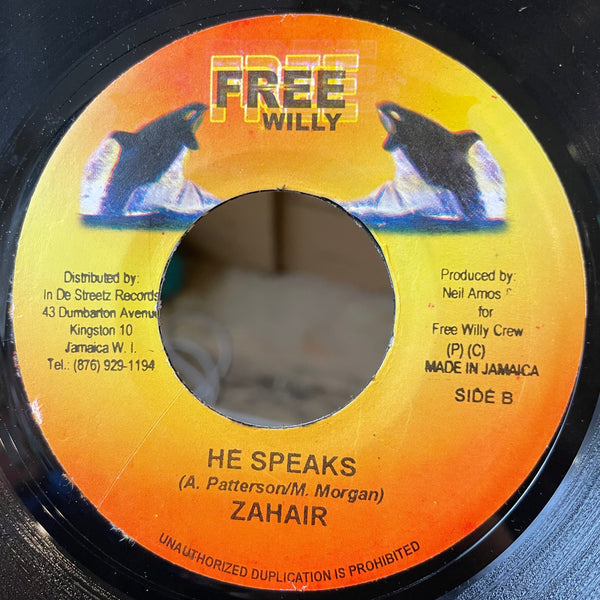 FREE
WILLY
Distributed by:
In De Streetz Records
43 Dumbarton Avenue
Kingston 10
Jamaica W. I.
Tel.: (876) 929-1194
Produced by:
Neil Amos
for
Free Willy Crew
(P) (C)
MADE IN JAMAICA
SIDE B
HE SPEAKS
(A. Patterson/M. Morgan)
ZAHAIR
UNAUTHORIZED DUPLICATION IS PROHIBITED